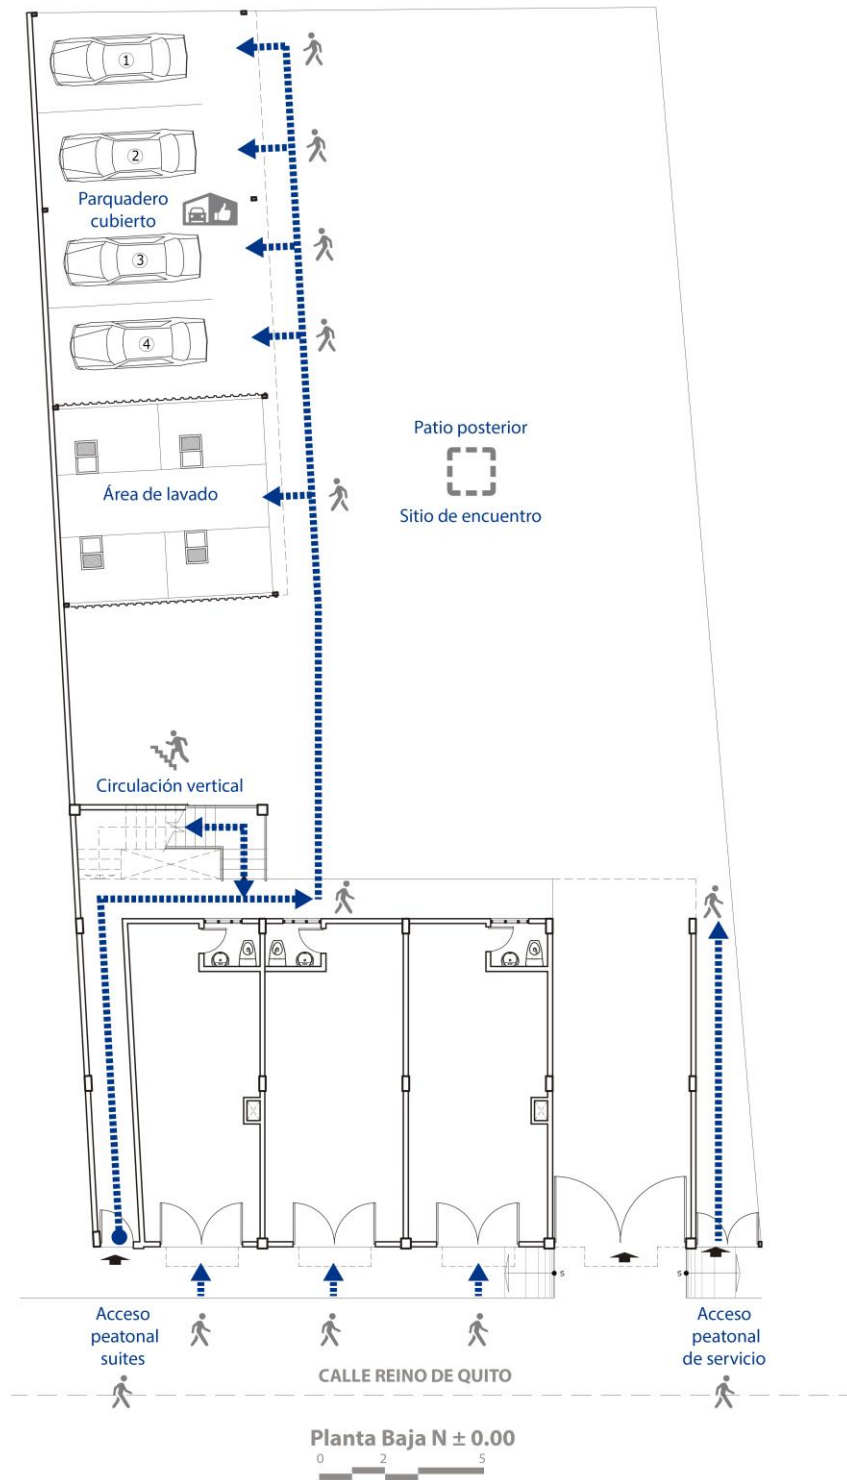 1
2
Parquadero
cubierto
3
4
Patio posterior
Área de lavado
Sitio de encuentro
Circulación vertical
S
S
Acceso
peatonal
suites
Acceso
peatonal
de servicio
CALLE REINO DE QUITO
Planta Baja N ± 0.00
0 2 5